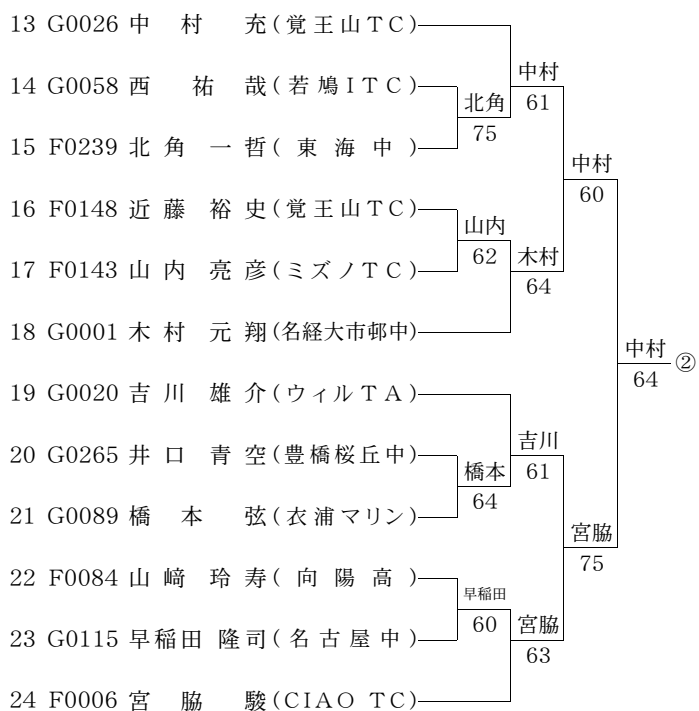 13 G0026 中 村 充(覚王山TC)
中村
14 G0058 西 祐 哉(若鳩ITC)
北角 61
15 F0239 北 角 一 哲(東 海 中)
75
中村
60
16 F0148 近 藤 裕 史(覚王山TC)
山内
17 F0143 山 内 亮 彦(ミズノTC)
62 木村
64
18 G0001 木 村 元 翔(名経大市邨中)
中村 ②
64
19 G0020 吉 川 雄 介(ウィルTA)
吉川
20 G0265 井 口 青 空(豊橋桜丘中)
橋本 61
21 G0089 橋 本 弦(衣浦マリン)
64
宮脇
75
22 F0084 山 﨑 玲 寿(向 陽 高)
早稲田
23 G0115 早稲田 隆司(名古屋中)
60 宮脇
63
24 F0006 宮 脇 駿(CIAO TC)